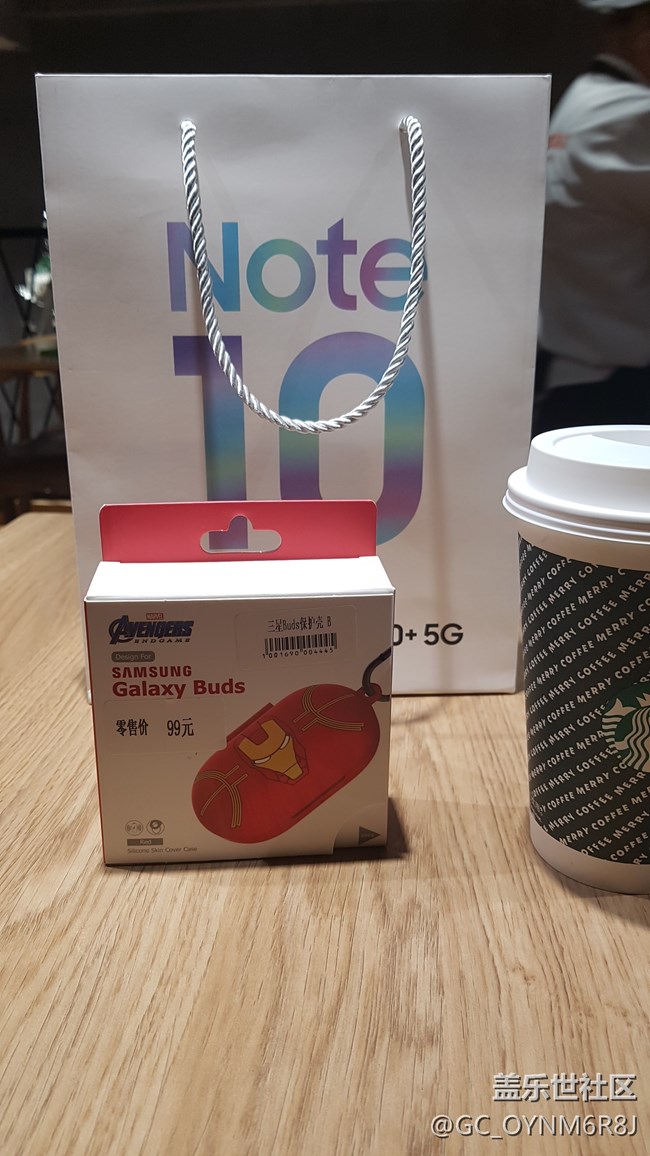 Note
10
0+ 5G
MARVEL
AVENGERS
ENDGAME
三星Buds保护壳 B
Design For
SAMSUNG
Galaxy Buds
零售价 99元
Red
Silicone Skin Cover Case
MERRY COFFEE MERRY COFFEE
盖乐世社区
@GC_OYNM6R8J